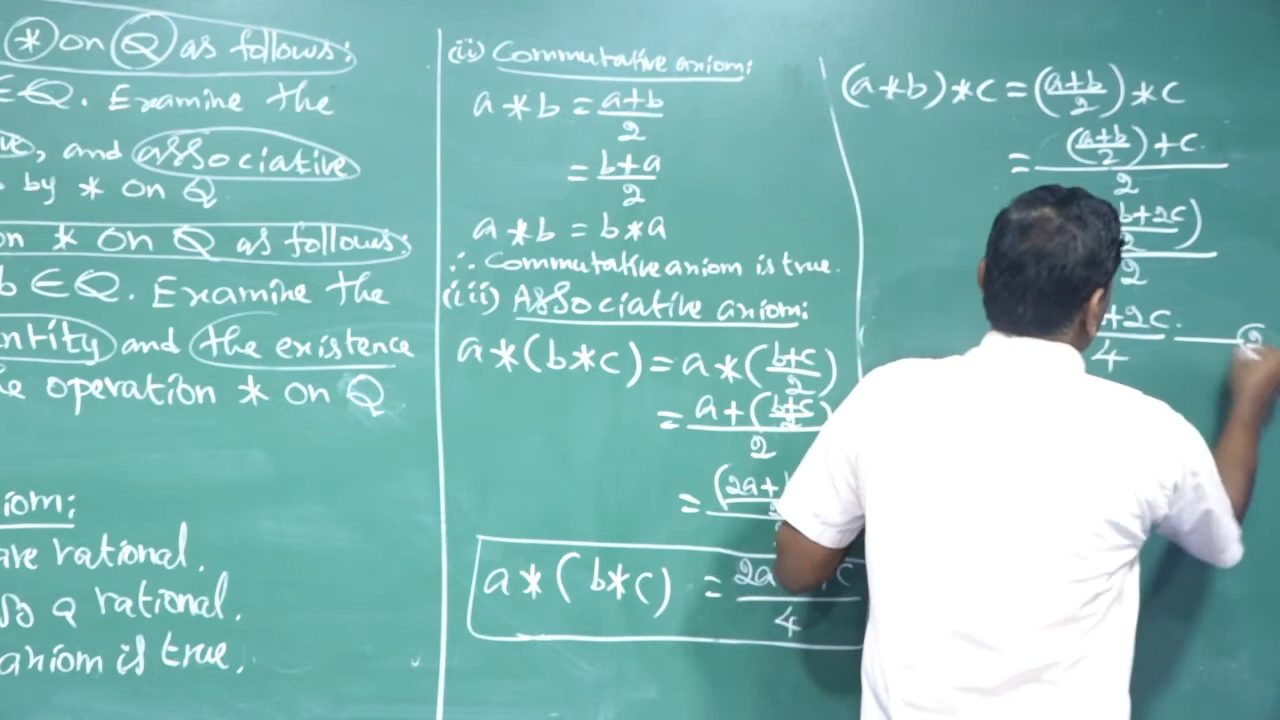 * on Q as follows:
∈Q. Examine the
, and associative
by * on Q.
on * on Q as follows:
b ∈ Q. Examine the
ntity and the existence
operation * on Q
iom:
are rational.
a rational.
axiom is true.
(ii) Commutative axiom:
a * b = (a+b)/2
= (b+a)/2
a * b = b * a
∴ Commutative axiom is true.
(iii) Associative axiom:
a * (b * c) = a * ((b+c)/2)
= (a + ((b+c)/2))/2
= (2a+b
a * (b * c) = 2a c / 4
(a * b) * c = ((a+b)/2) * c
= (((a+b)/2) + c)/2
b+2c)/2)/2
+2c / 4 — ②